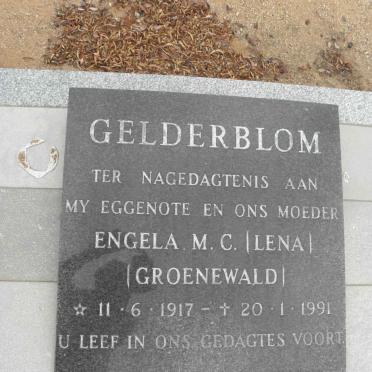 GELDERBLOM
TER NAGEDAGTENIS AAN
MY EGGENOTE EN ONS MOEDER
ENGELA M. C. (LENA)
(GROENEWALD)
☆ 11 · 6 · 1917 – ✝ 20 · 1 · 1991
U LEEF IN ONS GEDAGTES VOORT